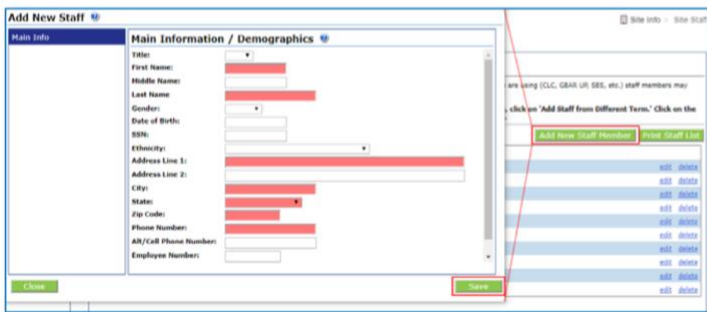 Add New Staff
Site Info - Site Staff
Main Info
Main Information / Demographics
Title:
First Name:
Middle Name:
Last Name
Gender:
Date of Birth:
SSN:
Ethnicity:
Address Line 1:
Address Line 2:
City:
State:
Zip Code:
Phone Number:
Alt/Cell Phone Number:
Employee Number:
Close
Save
are using (CLC, GEAR UP, SES, etc.) staff members may
, click on 'Add Staff from Different Term.' Click on the
Add New Staff Member Print Staff List
edit delete
edit delete
edit delete
edit delete
edit delete
edit delete
edit delete
edit delete
edit delete
edit delete